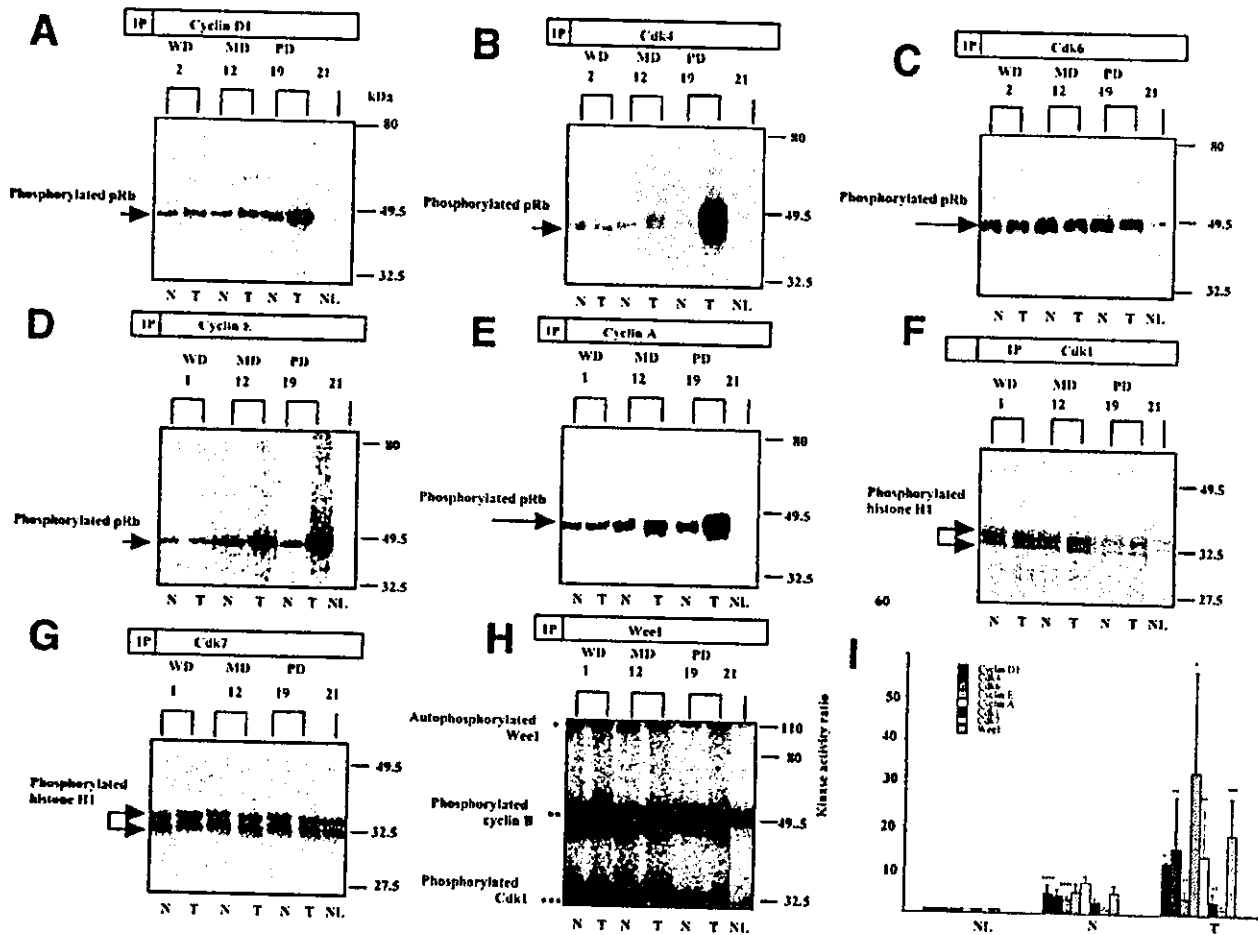 A
IP Cyclin D1
WD MD PD
2 12 19 21
kDa
80
Phosphorylated pRb
49.5
32.5
N T N T N T NL
B
IP Cdk4
WD MD PD
2 12 19 21
80
Phosphorylated pRb
49.5
32.5
N T N T N T NL
C
IP Cdk6
WD MD PD
2 12 19 21
80
Phosphorylated pRb
49.5
32.5
N T N T N T NL
D
IP Cyclin E
WD MD PD
1 12 19 21
80
Phosphorylated pRb
49.5
32.5
N T N T N T NL
E
IP Cyclin A
WD MD PD
1 12 19 21
80
Phosphorylated pRb
49.5
32.5
N T N T N T NL
F
IP Cdk1
WD MD PD
1 12 19 21
Phosphorylated
histone H1
49.5
32.5
27.5
N T N T N T NL
G
IP Cdk7
WD MD PD
1 12 19 21
Phosphorylated
histone H1
49.5
32.5
27.5
N T N T N T NL
H
IP Wee1
WD MD PD
1 12 19 21
Autophosphorylated
Wee1
110
80
Phosphorylated
cyclin B
49.5
Phosphorylated
Cdk1
32.5
N T N T N T NL
I
Kinase activity ratio
60
50
40
30
20
10
Cyclin D1
Wee1
NL N T